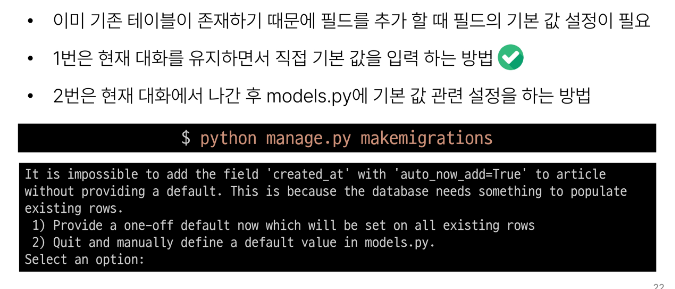 • 이미 기존 테이블이 존재하기 때문에 필드를 추가 할 때 필드의 기본 값 설정이 필요
• 1번은 현재 대화를 유지하면서 직접 기본 값을 입력 하는 방법
• 2번은 현재 대화에서 나간 후 models.py에 기본 값 관련 설정을 하는 방법
$ python manage.py makemigrations
It is impossible to add the field 'created_at' with 'auto_now_add=True' to article
without providing a default. This is because the database needs something to populate
existing rows.
1) Provide a one-off default now which will be set on all existing rows
2) Quit and manually define a default value in models.py.
Select an option:
22